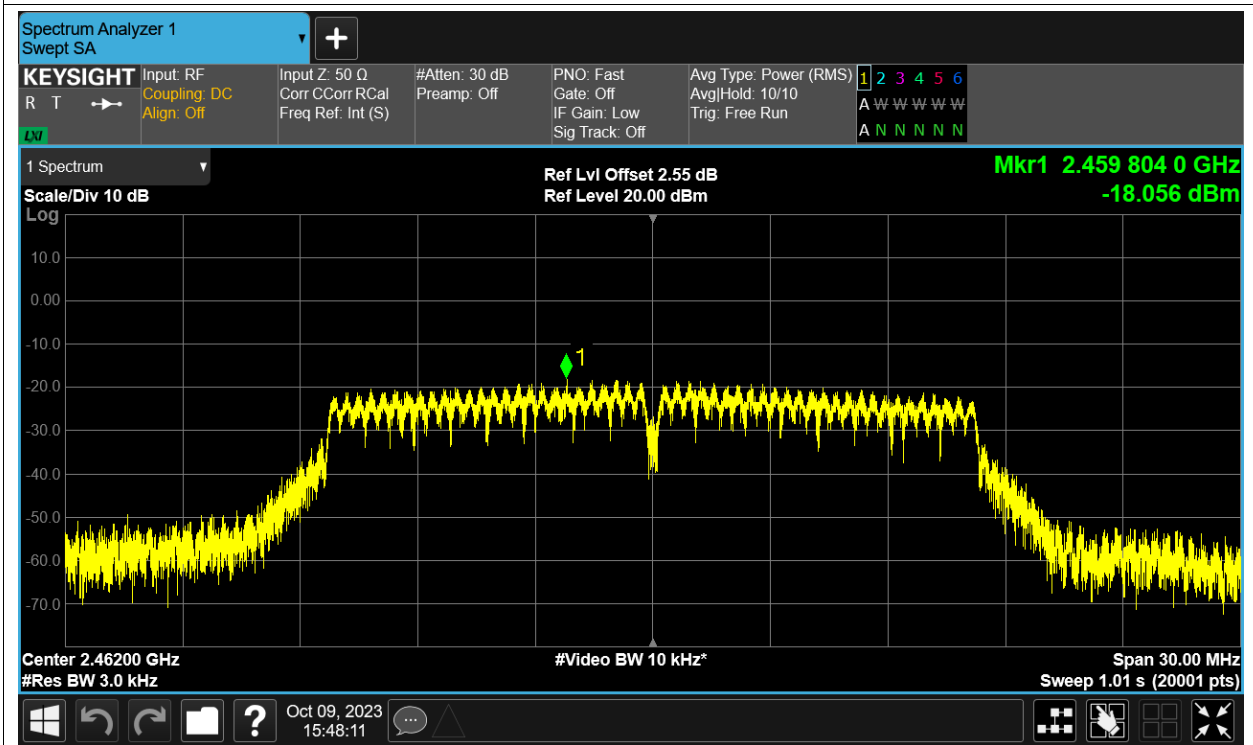 Spectrum Analyzer 1
Swept SA
KEYSIGHT
R T
LXI
Input: RF
Coupling: DC
Align: Off
Input Z: 50 Ω
Corr CCorr RCal
Freq Ref: Int (S)
#Atten: 30 dB
Preamp: Off
PNO: Fast
Gate: Off
IF Gain: Low
Sig Track: Off
Avg Type: Power (RMS)
Avg|Hold: 10/10
Trig: Free Run
1 2 3 4 5 6
A W W W W W
A N N N N N
1 Spectrum
Scale/Div 10 dB
Log
Ref Lvl Offset 2.55 dB
Ref Level 20.00 dBm
Mkr1 2.459 804 0 GHz
-18.056 dBm
10.0
0.00
-10.0
1
-20.0
-30.0
-40.0
-50.0
-60.0
-70.0
Center 2.46200 GHz
#Res BW 3.0 kHz
#Video BW 10 kHz*
Span 30.00 MHz
Sweep 1.01 s (20001 pts)
?
Oct 09, 2023
15:48:11